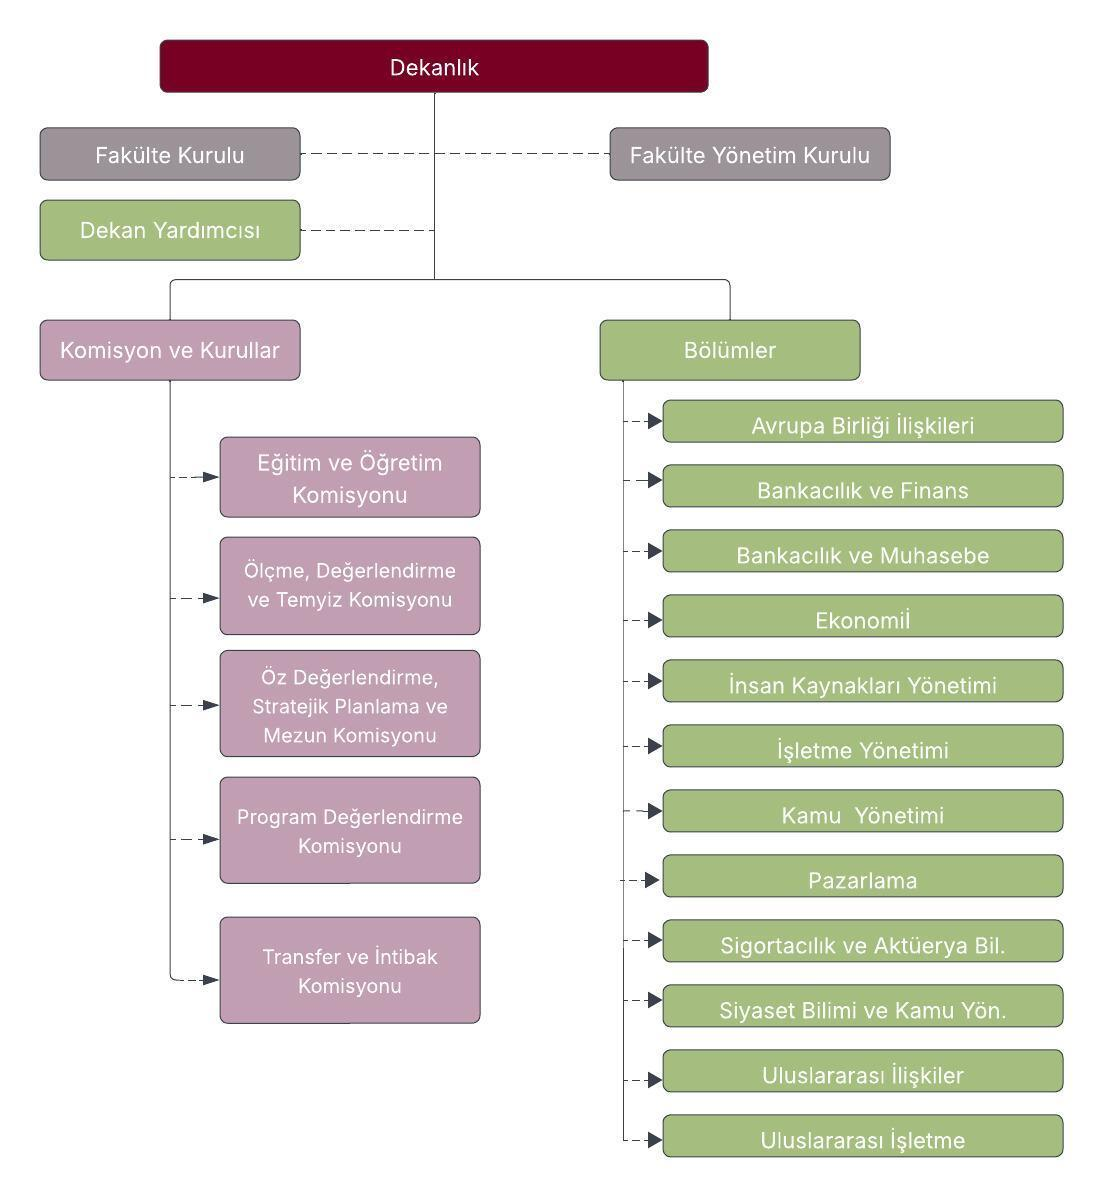 Dekanlık
Fakülte Kurulu
Fakülte Yönetim Kurulu
Dekan Yardımcısı
Komisyon ve Kurullar
Eğitim ve Öğretim
Komisyonu
Ölçme, Değerlendirme
ve Temyiz Komisyonu
Öz Değerlendirme,
Stratejik Planlama ve
Mezun Komisyonu
Program Değerlendirme
Komisyonu
Transfer ve İntibak
Komisyonu
Bölümler
Avrupa Birliği İlişkileri
Bankacılık ve Finans
Bankacılık ve Muhasebe
Ekonomiİ
İnsan Kaynakları Yönetimi
İşletme Yönetimi
Kamu  Yönetimi
Pazarlama
Sigortacılık ve Aktüerya Bil.
Siyaset Bilimi ve Kamu Yön.
Uluslararası İlişkiler
Uluslararası İşletme